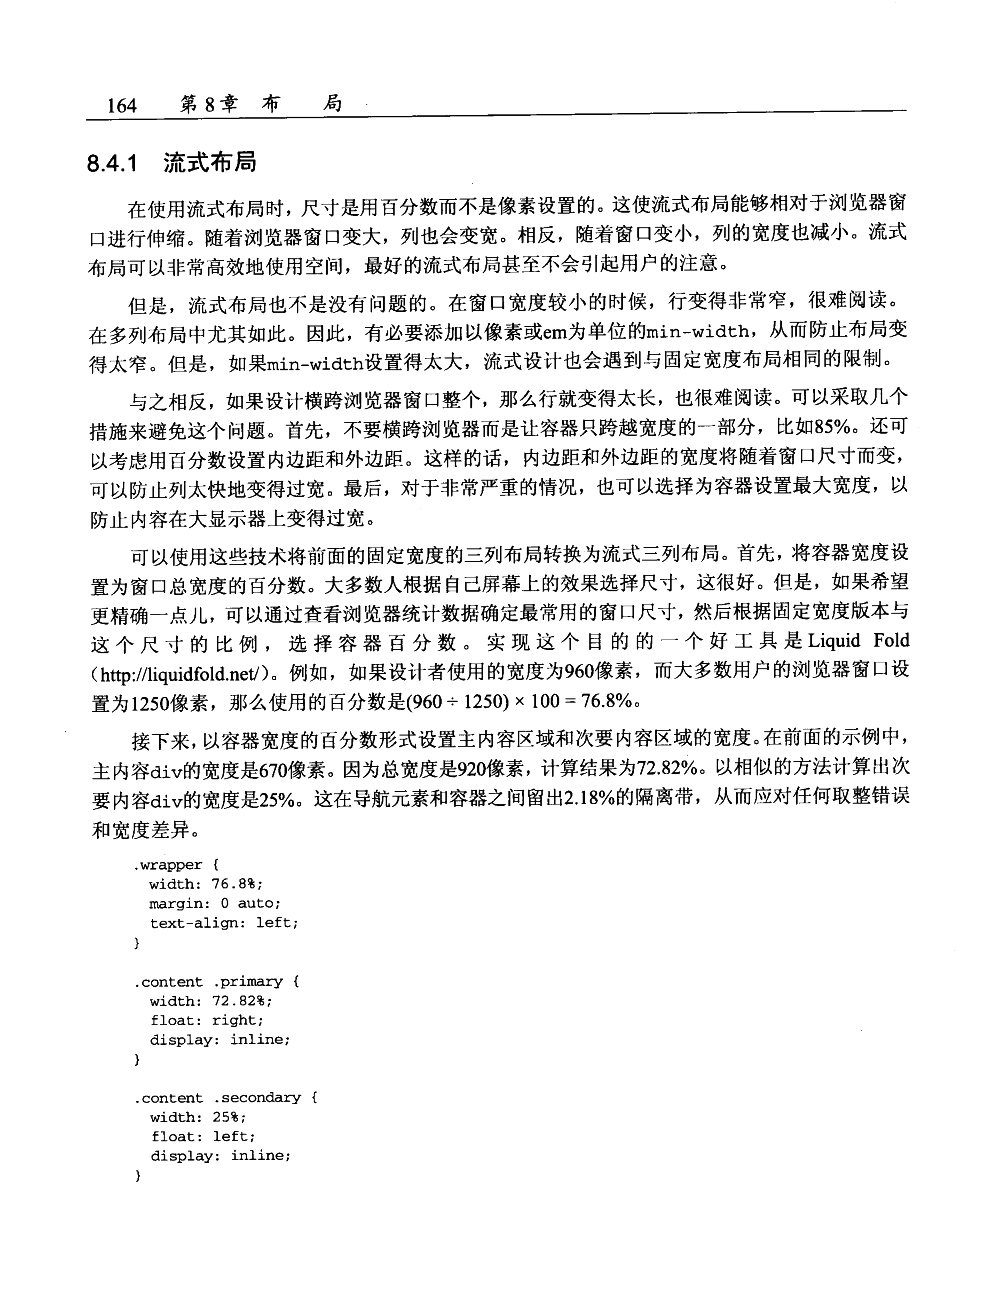 164 第8章 布 局
8.4.1 流式布局
在使用流式布局时，尺寸是用百分数而不是像素设置的。这使流式布局能够相对于浏览器窗
口进行伸缩。随着浏览器窗口变大，列也会变宽。相反，随着窗口变小，列的宽度也减小。流式
布局可以非常高效地使用空间，最好的流式布局甚至不会引起用户的注意。
但是，流式布局也不是没有问题的。在窗口宽度较小的时候，行变得非常窄，很难阅读。
在多列布局中尤其如此。因此，有必要添加以像素或em为单位的min-width，从而防止布局变
得太窄。但是，如果min-width设置得太大，流式设计也会遇到与固定宽度布局相同的限制。
与之相反，如果设计横跨浏览器窗口整个，那么行就变得太长，也很难阅读。可以采取几个
措施来避免这个问题。首先，不要横跨浏览器而是让容器只跨越宽度的一部分，比如85%。还可
以考虑用百分数设置内边距和外边距。这样的话，内边距和外边距的宽度将随着窗口尺寸而变，
可以防止列太快地变得过宽。最后，对于非常严重的情况，也可以选择为容器设置最大宽度，以
防止内容在大显示器上变得过宽。
可以使用这些技术将前面的固定宽度的三列布局转换为流式三列布局。首先，将容器宽度设
置为窗口总宽度的百分数。大多数人根据自己屏幕上的效果选择尺寸，这很好。但是，如果希望
更精确一点儿，可以通过查看浏览器统计数据确定最常用的窗口尺寸，然后根据固定宽度版本与
这个尺寸的比例，选择容器百分数。实现这个目的的一个好工具是Liquid Fold
（http://liquidfold.net/）。例如，如果设计者使用的宽度为960像素，而大多数用户的浏览器窗口设
置为1250像素，那么使用的百分数是(960 ÷ 1250) × 100 = 76.8%。
接下来，以容器宽度的百分数形式设置主内容区域和次要内容区域的宽度。在前面的示例中，
主内容div的宽度是670像素。因为总宽度是920像素，计算结果为72.82%。以相似的方法计算出次
要内容div的宽度是25%。这在导航元素和容器之间留出2.18%的隔离带，从而应对任何取整错误
和宽度差异。
.wrapper {
width: 76.8%;
margin: 0 auto;
text-align: left;
}
.content .primary {
width: 72.82%;
float: right;
display: inline;
}
.content .secondary {
width: 25%;
float: left;
display: inline;
}